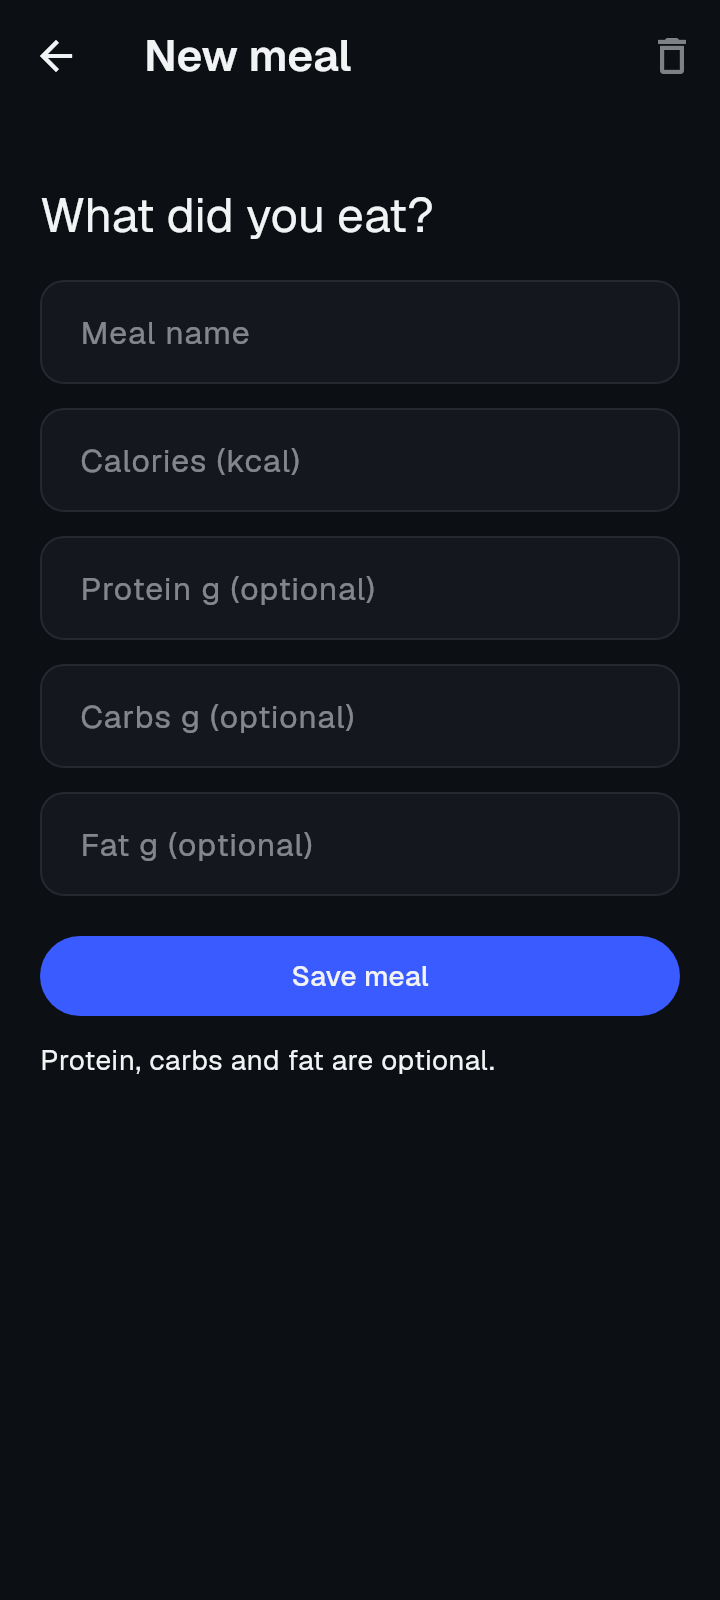 New meal
What did you eat?
Meal name
Calories (kcal)
Protein g (optional)
Carbs g (optional)
Fat g (optional)
Save meal
Protein, carbs and fat are optional.